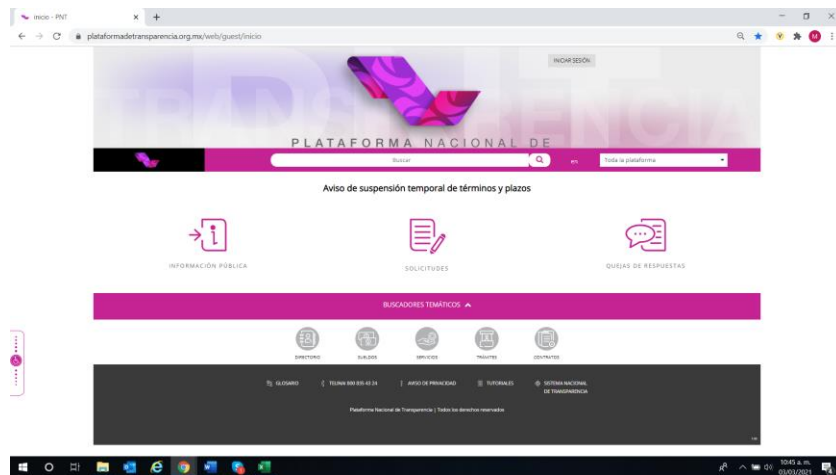 inicio - PNT
plataformadetransparencia.org.mx/web/guest/inicio
INICIAR SESIÓN
PLATAFORMA NACIONAL DE
Buscar
en
Toda la plataforma
Aviso de suspensión temporal de términos y plazos
INFORMACIÓN PÚBLICA
SOLICITUDES
QUEJAS DE RESPUESTAS
BUSCADORES TEMÁTICOS
DIRECTORIO
SUELDOS
SERVICIOS
TRÁMITES
CONTRATOS
GLOSARIO
TELINAI 800 835 43 24
AVISO DE PRIVACIDAD
TUTORIALES
SISTEMA NACIONAL
DE TRANSPARENCIA
Plataforma Nacional de Transparencia | Todos los derechos reservados
10:45 a. m.
03/03/2021